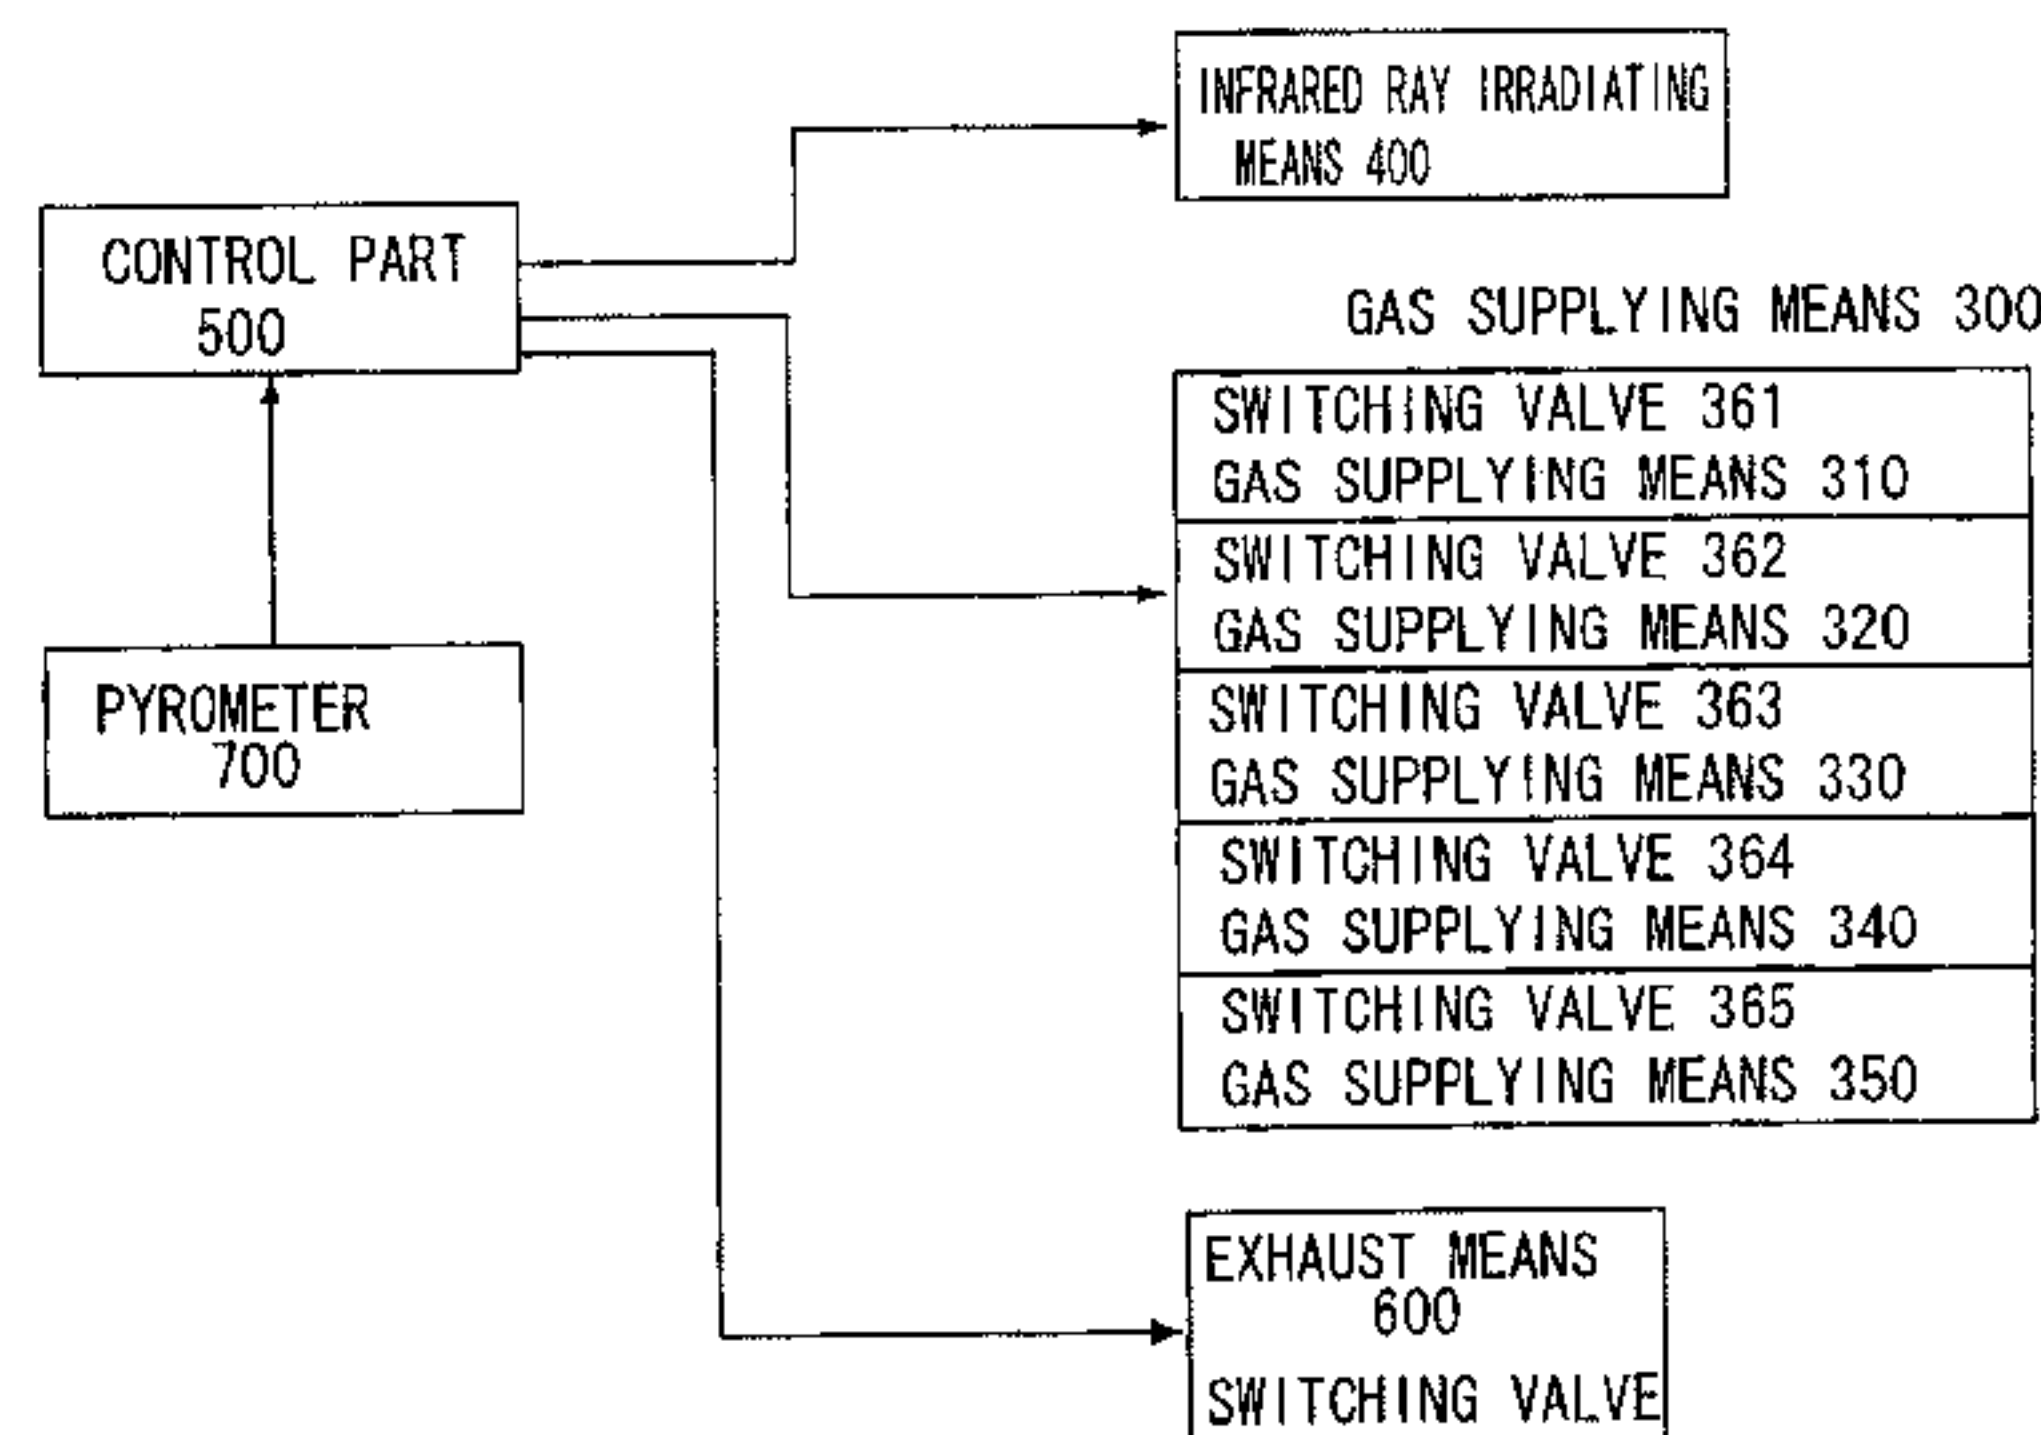 INFRARED RAY IRRADIATING
MEANS 400
CONTROL PART
500
GAS SUPPLYING MEANS 300
SWITCHING VALVE 361
GAS SUPPLYING MEANS 310
SWITCHING VALVE 362
GAS SUPPLYING MEANS 320
SWITCHING VALVE 363
GAS SUPPLYING MEANS 330
SWITCHING VALVE 364
GAS SUPPLYING MEANS 340
SWITCHING VALVE 365
GAS SUPPLYING MEANS 350
PYROMETER
700
EXHAUST MEANS
600
SWITCHING VALVE